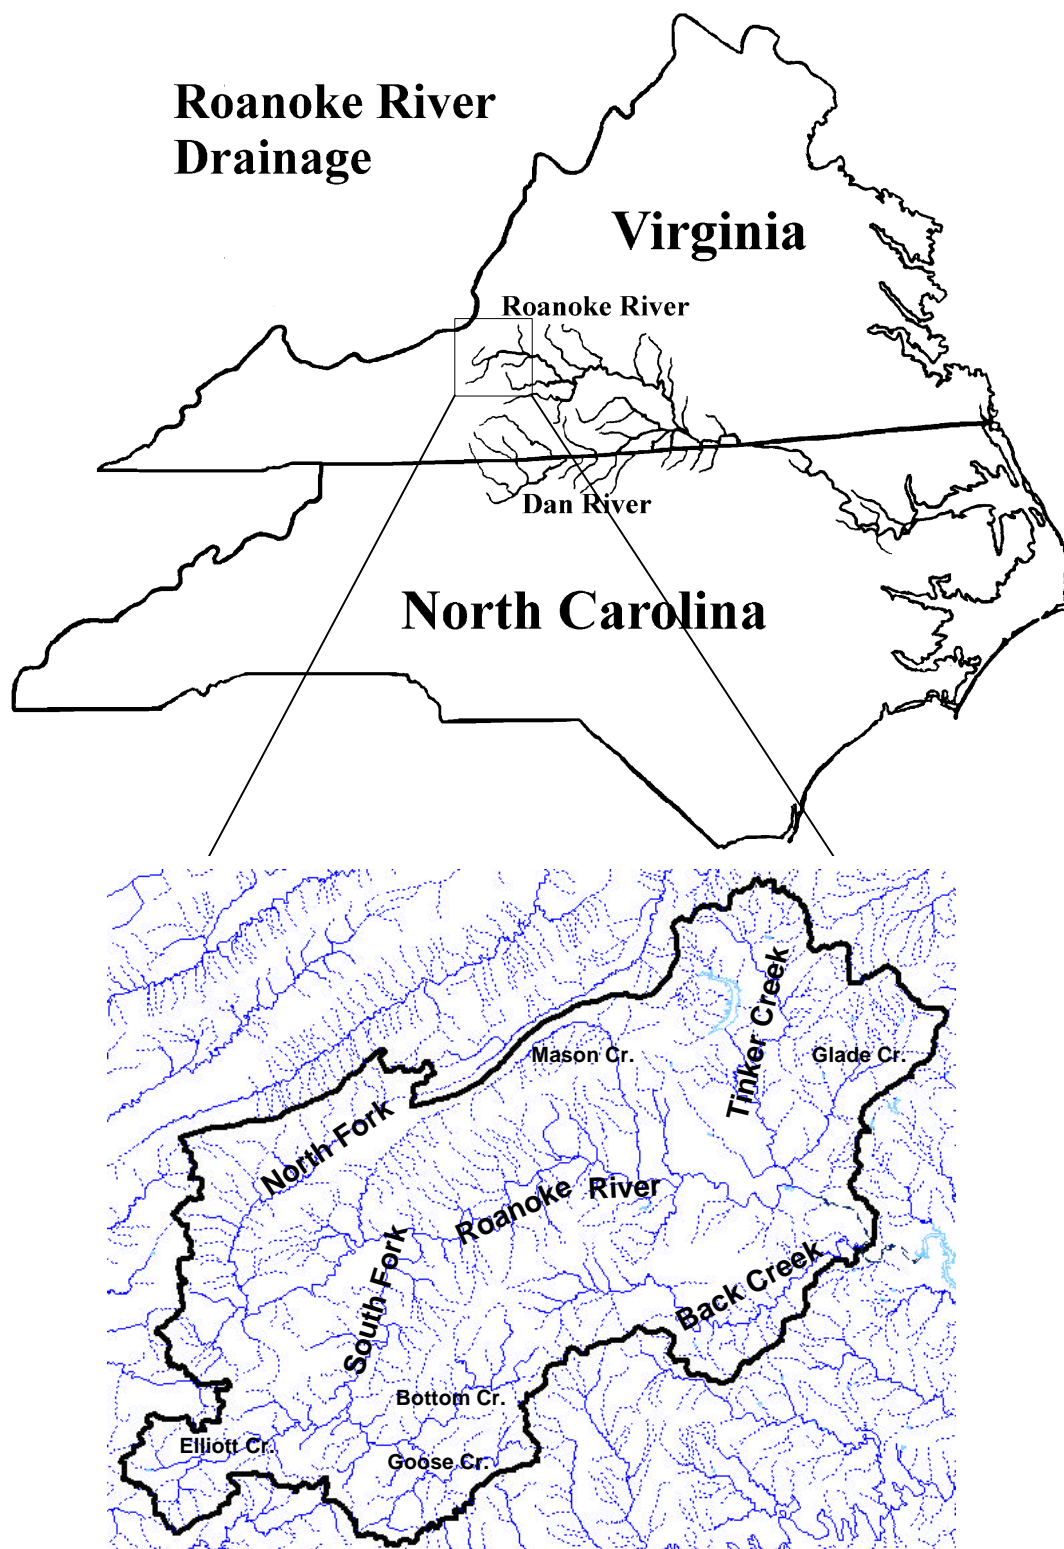 Roanoke River
Drainage
Virginia
Roanoke River
Dan River
North Carolina
Tinker Creek
Mason Cr.
Glade Cr.
North Fork
Roanoke River
South Fork
Back Creek
Bottom Cr.
Elliott Cr.
Goose Cr.